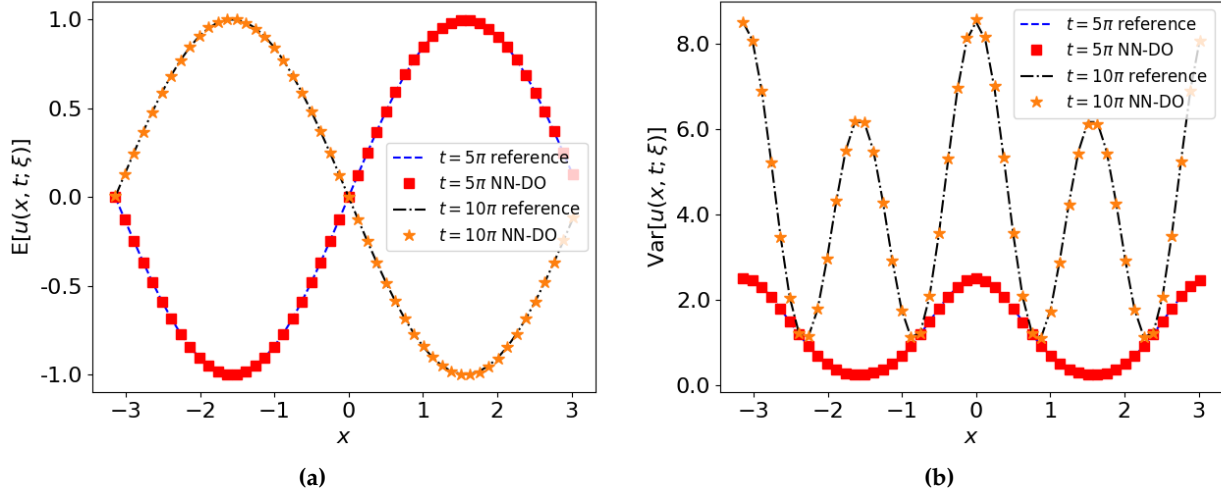 1.0
0.5
0.0
-0.5
-1.0
E[u(x, t; ξ)]
t = 5π reference
t = 5π NN-DO
t = 10π reference
t = 10π NN-DO
−3 −2 −1 0 1 2 3
x
(a)
8.0
6.0
4.0
2.0
0.0
Var[u(x, t; ξ)]
t = 5π reference
t = 5π NN-DO
t = 10π reference
t = 10π NN-DO
−3 −2 −1 0 1 2 3
x
(b)